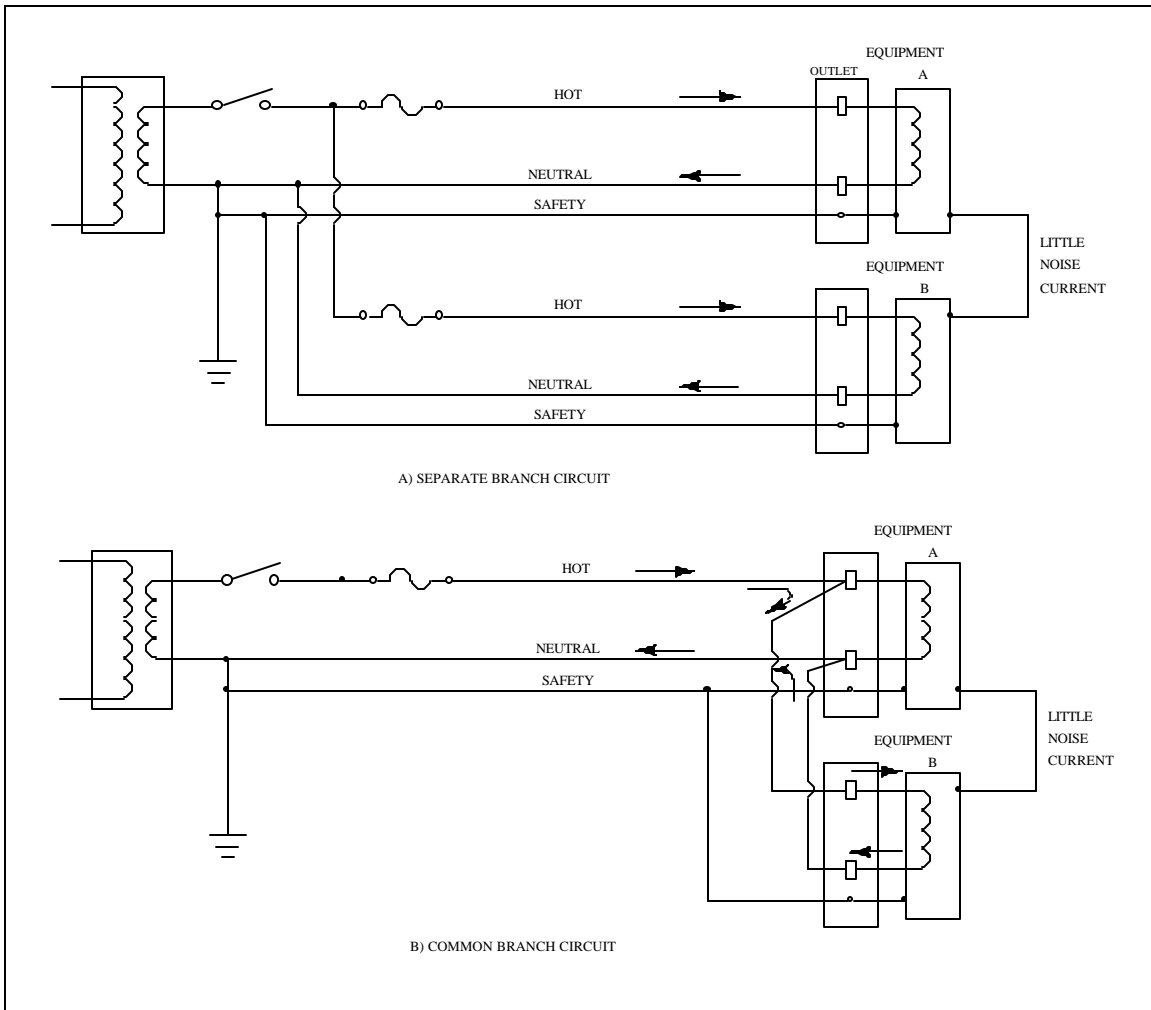 EQUIPMENT
OUTLET
A
HOT
NEUTRAL
SAFETY
LITTLE
NOISE
CURRENT
EQUIPMENT
B
HOT
NEUTRAL
SAFETY
A) SEPARATE BRANCH CIRCUIT
EQUIPMENT
A
HOT
NEUTRAL
SAFETY
LITTLE
NOISE
CURRENT
EQUIPMENT
B
B) COMMON BRANCH CIRCUIT